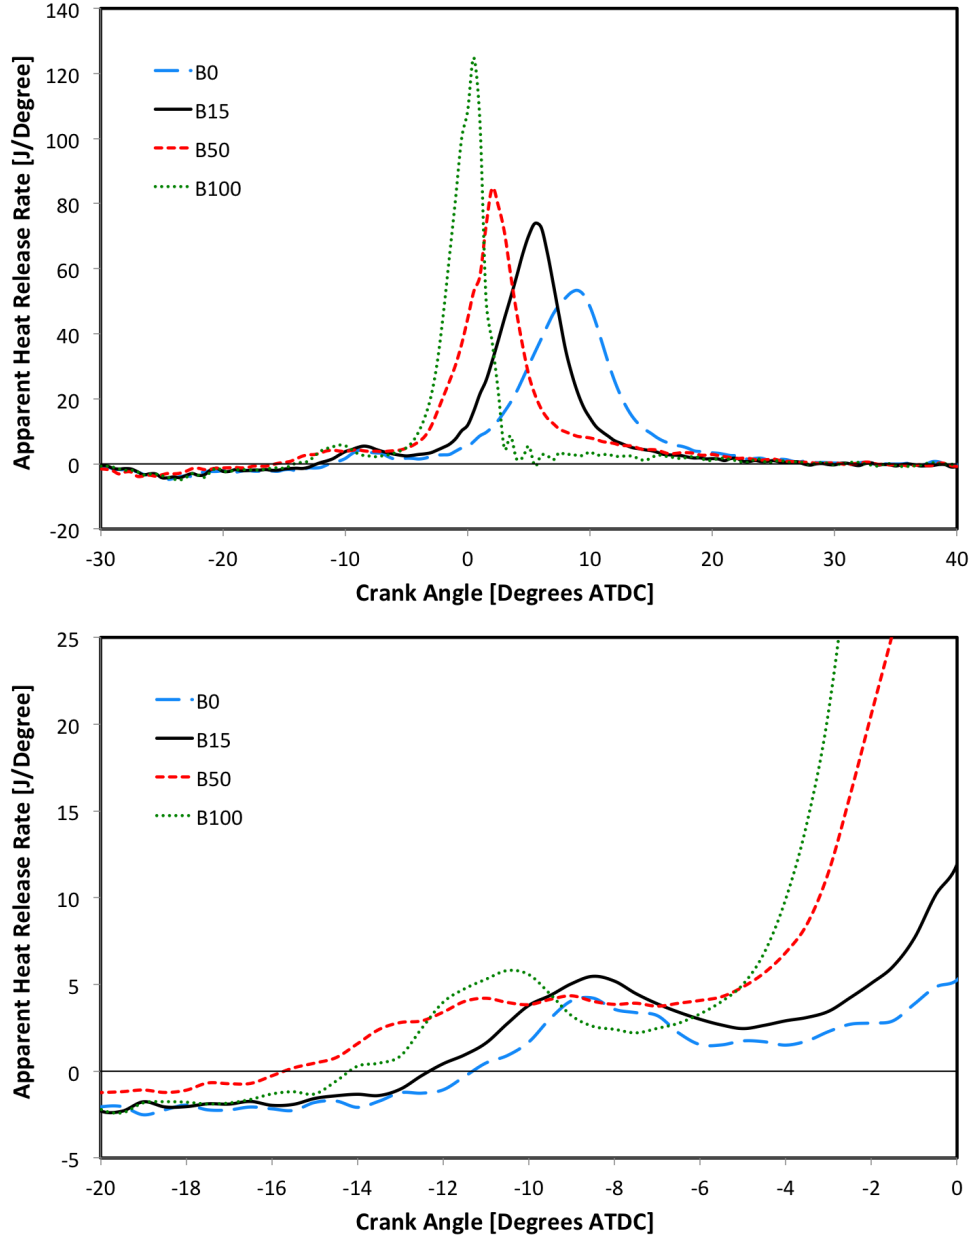 Apparent Heat Release Rate [J/Degree]
140
120
100
80
60
40
20
0
-20
B0
B15
B50
B100
-30
-20
-10
0
10
20
30
40
Crank Angle [Degrees ATDC]
Apparent Heat Release Rate [J/Degree]
25
20
15
10
5
0
-5
B0
B15
B50
B100
-20
-18
-16
-14
-12
-10
-8
-6
-4
-2
0
Crank Angle [Degrees ATDC]